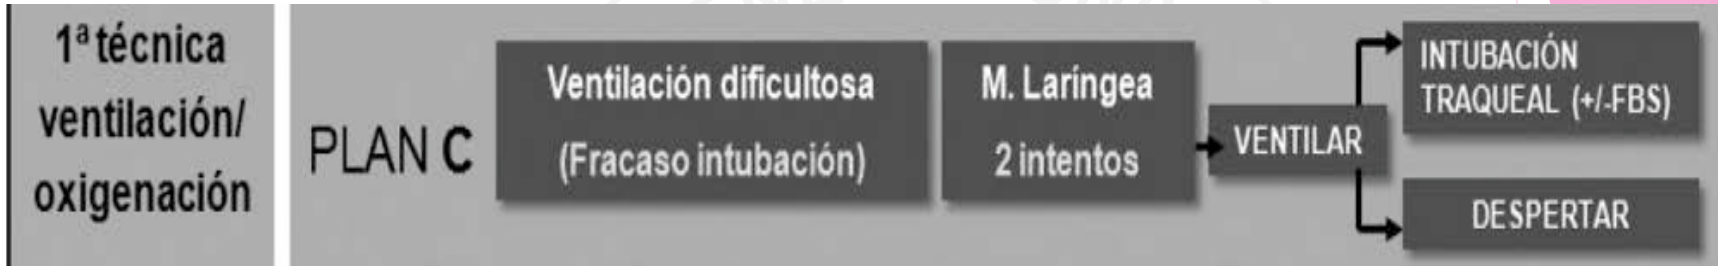 1ª técnica
ventilación/
oxigenación
PLAN C
Ventilación dificultosa
(Fracaso intubación)
M. Laríngea
2 intentos
VENTILAR
INTUBACIÓN
TRAQUEAL (+/-FBS)
DESPERTAR